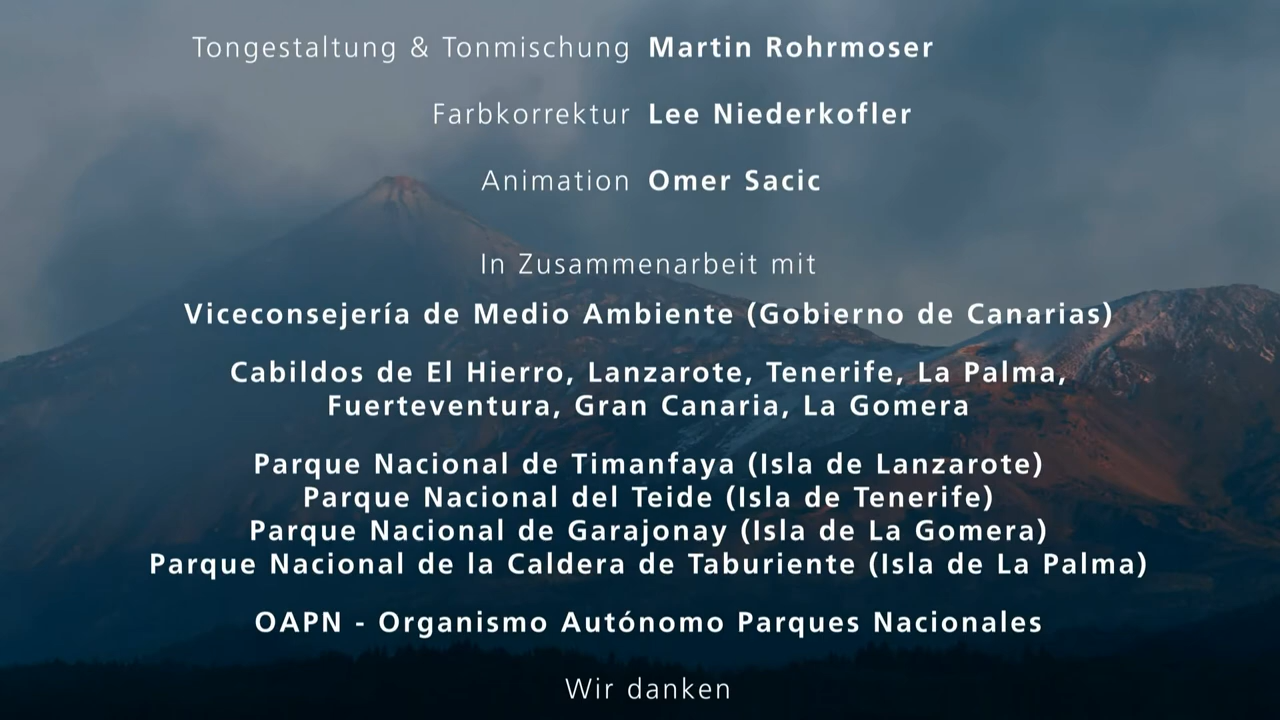 Tongestaltung & Tonmischung Martin Rohrmoser
Farbkorrektur Lee Niederkofler
Animation Omer Sacic
In Zusammenarbeit mit
Viceconsejería de Medio Ambiente (Gobierno de Canarias)
Cabildos de El Hierro, Lanzarote, Tenerife, La Palma,
Fuerteventura, Gran Canaria, La Gomera
Parque Nacional de Timanfaya (Isla de Lanzarote)
Parque Nacional del Teide (Isla de Tenerife)
Parque Nacional de Garajonay (Isla de La Gomera)
Parque Nacional de la Caldera de Taburiente (Isla de La Palma)
OAPN - Organismo Autónomo Parques Nacionales
Wir danken